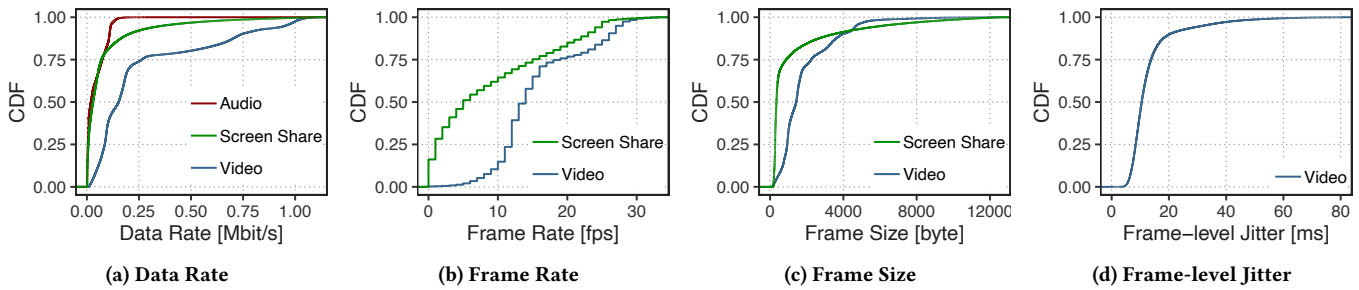 1.00
0.75
0.50
0.25
0.00
CDF
Audio
Screen Share
Video
0.00 0.25 0.50 0.75 1.00
Data Rate [Mbit/s]
(a) Data Rate
1.00
0.75
0.50
0.25
0.00
CDF
Screen Share
Video
0 10 20 30
Frame Rate [fps]
(b) Frame Rate
1.00
0.75
0.50
0.25
0.00
CDF
Screen Share
Video
0 4000 8000 12000
Frame Size [byte]
(c) Frame Size
1.00
0.75
0.50
0.25
0.00
CDF
Video
0 20 40 60 80
Frame−level Jitter [ms]
(d) Frame-level Jitter